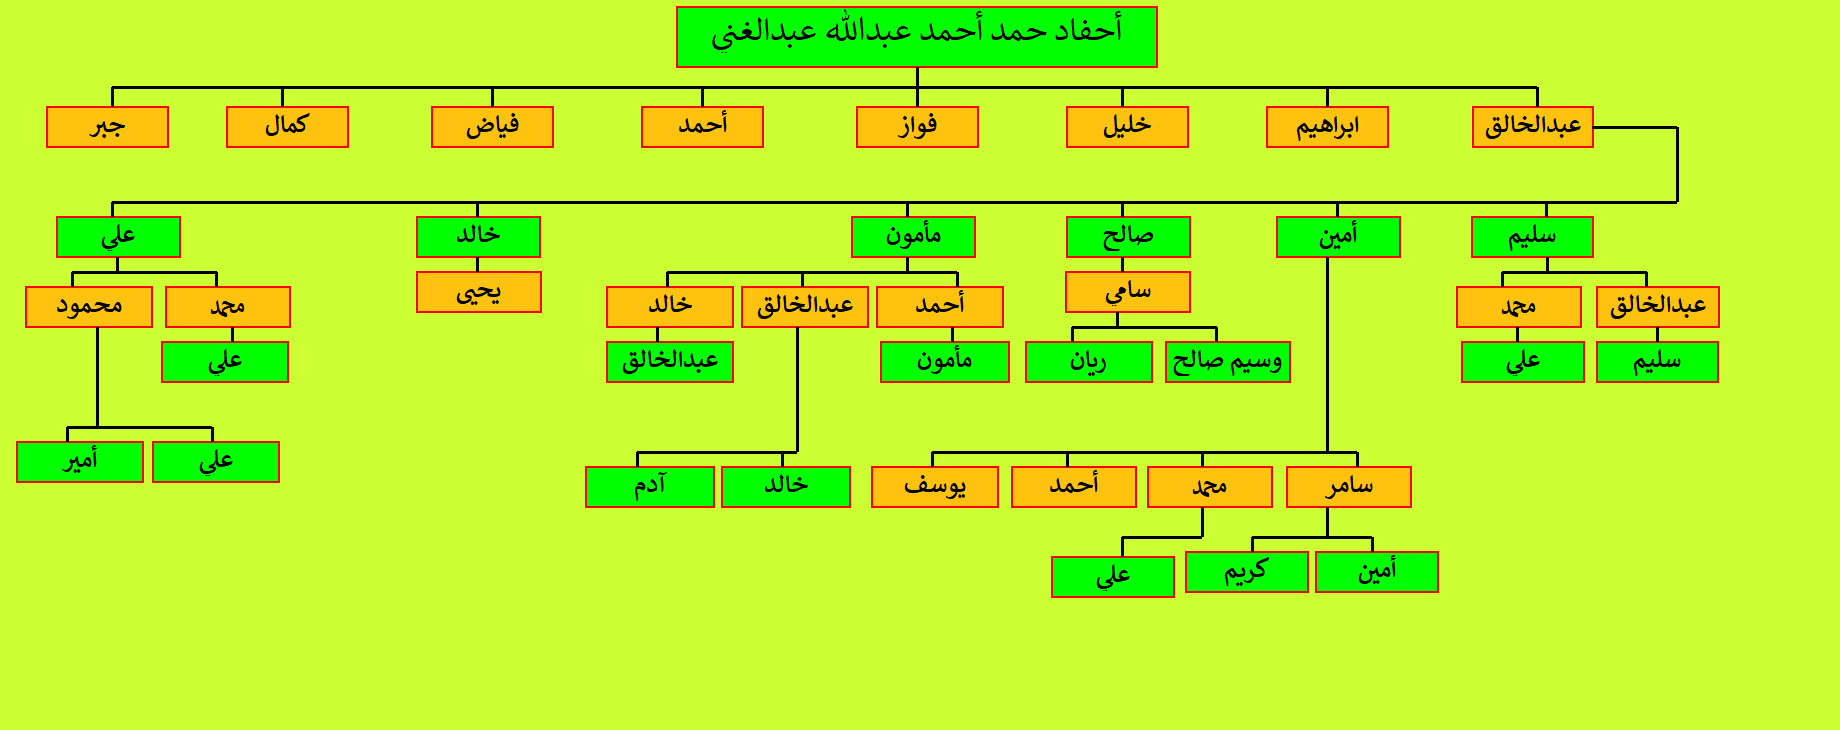 أحفاد حمد أحمد عبدالله عبدالغني
عبدالخالق
ابراهيم
خليل
فواز
أحمد
فياض
كمال
جبر
سليم
أمين
صالح
مأمون
خالد
علي
عبدالخالق
محمد
سامي
أحمد
عبدالخالق
خالد
يحيى
محمد
محمود
سليم
علي
وسيم صالح
ريان
مأمون
عبدالخالق
علي
علي
أمير
سامر
محمد
أحمد
يوسف
خالد
آدم
أمين
كريم
علي